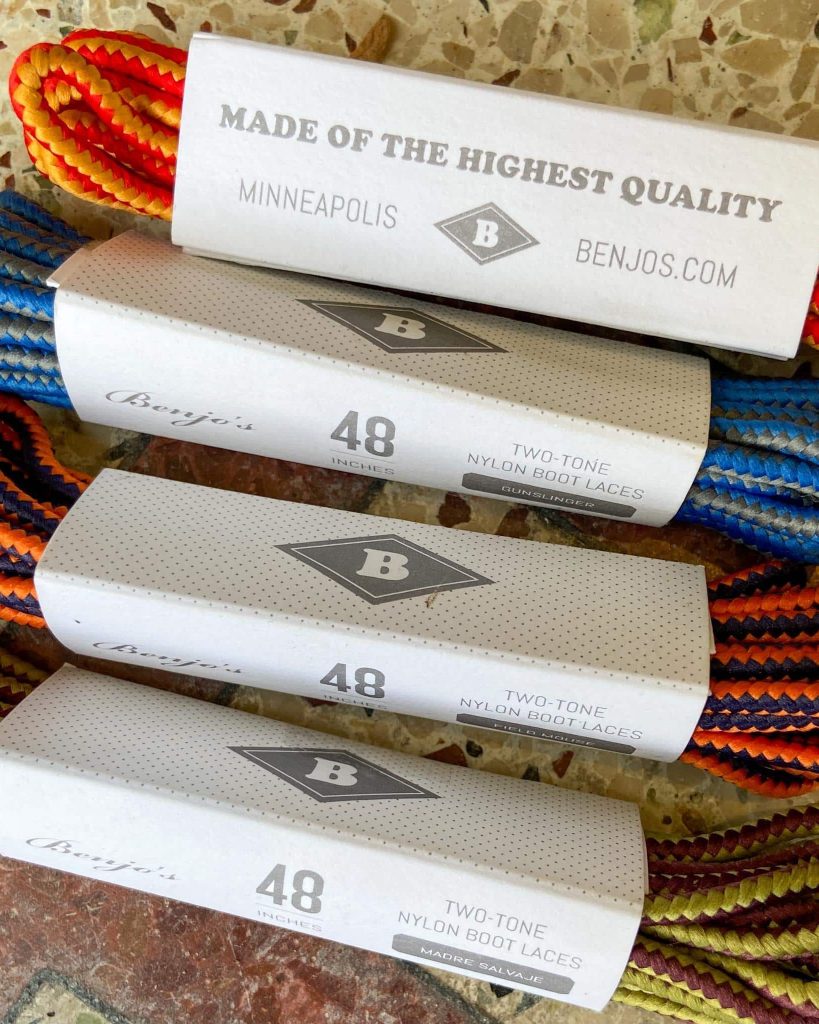 MADE OF THE HIGHEST QUALITY
MINNEAPOLIS B BENJOS.COM
B
Benjo's
48
INCHES
TWO-TONE
NYLON BOOT LACES
GUNSLINGER
B
Benjo's
48
INCHES
TWO-TONE
NYLON BOOT LACES
FIELD MOUSE
B
Benjo's
48
INCHES
TWO-TONE
NYLON BOOT LACES
MADRE SALVAJE